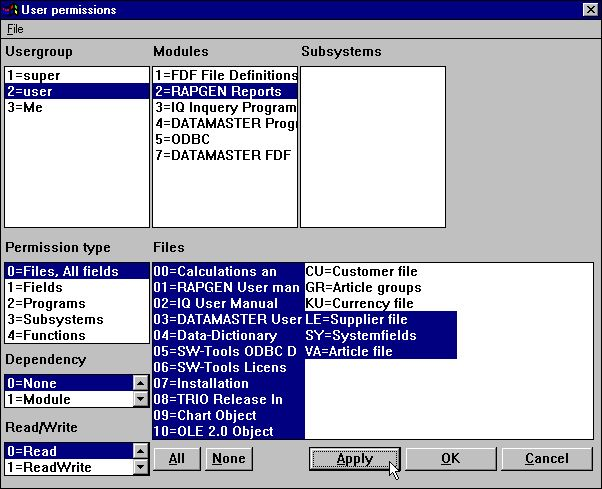 User permissions
File
Usergroup
1=super
2=user
3=Me
Modules
1=FDF File Definitions
2=RAPGEN Reports
3=IQ Inquery Program
4=DATAMASTER Progr
5=ODBC
7=DATAMASTER FDF
Subsystems
Permission type
0=Files, All fields
1=Fields
2=Programs
3=Subsystems
4=Functions
Dependency
0=None
1=Module
Read/Write
0=Read
1=ReadWrite
Files
00=Calculations an
01=RAPGEN User man
02=IQ User Manual
03=DATAMASTER User
04=Data-Dictionary
05=SW-Tools ODBC D
06=SW-Tools Licens
07=Installation
08=TRIO Release In
09=Chart Object
10=OLE 2.0 Object
CU=Customer file
GR=Article groups
KU=Currency file
LE=Supplier file
SY=Systemfields
VA=Article file
All
None
Apply
OK
Cancel